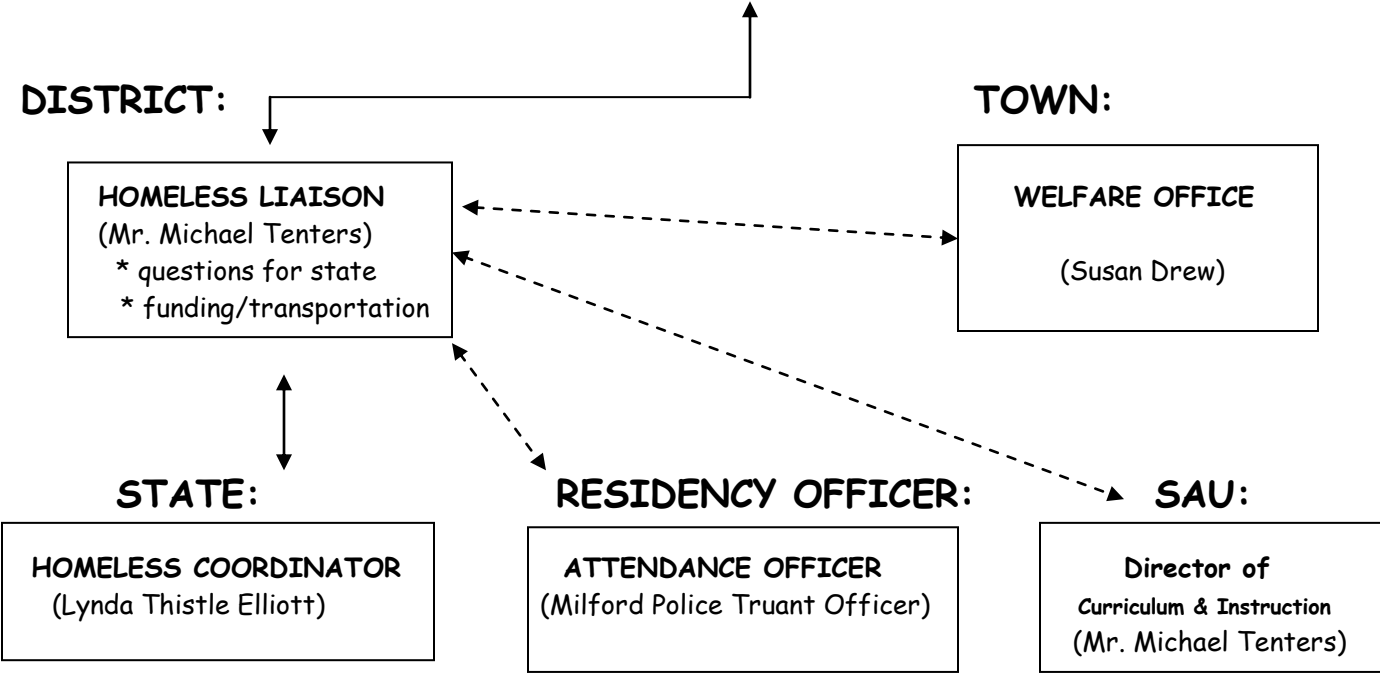 DISTRICT:
TOWN:
HOMELESS LIAISON
(Mr. Michael Tenters)
* questions for state
* funding/transportation
WELFARE OFFICE
(Susan Drew)
STATE:
RESIDENCY OFFICER:
SAU:
HOMELESS COORDINATOR
(Lynda Thistle Elliott)
ATTENDANCE OFFICER
(Milford Police Truant Officer)
Director of
Curriculum & Instruction
(Mr. Michael Tenters)